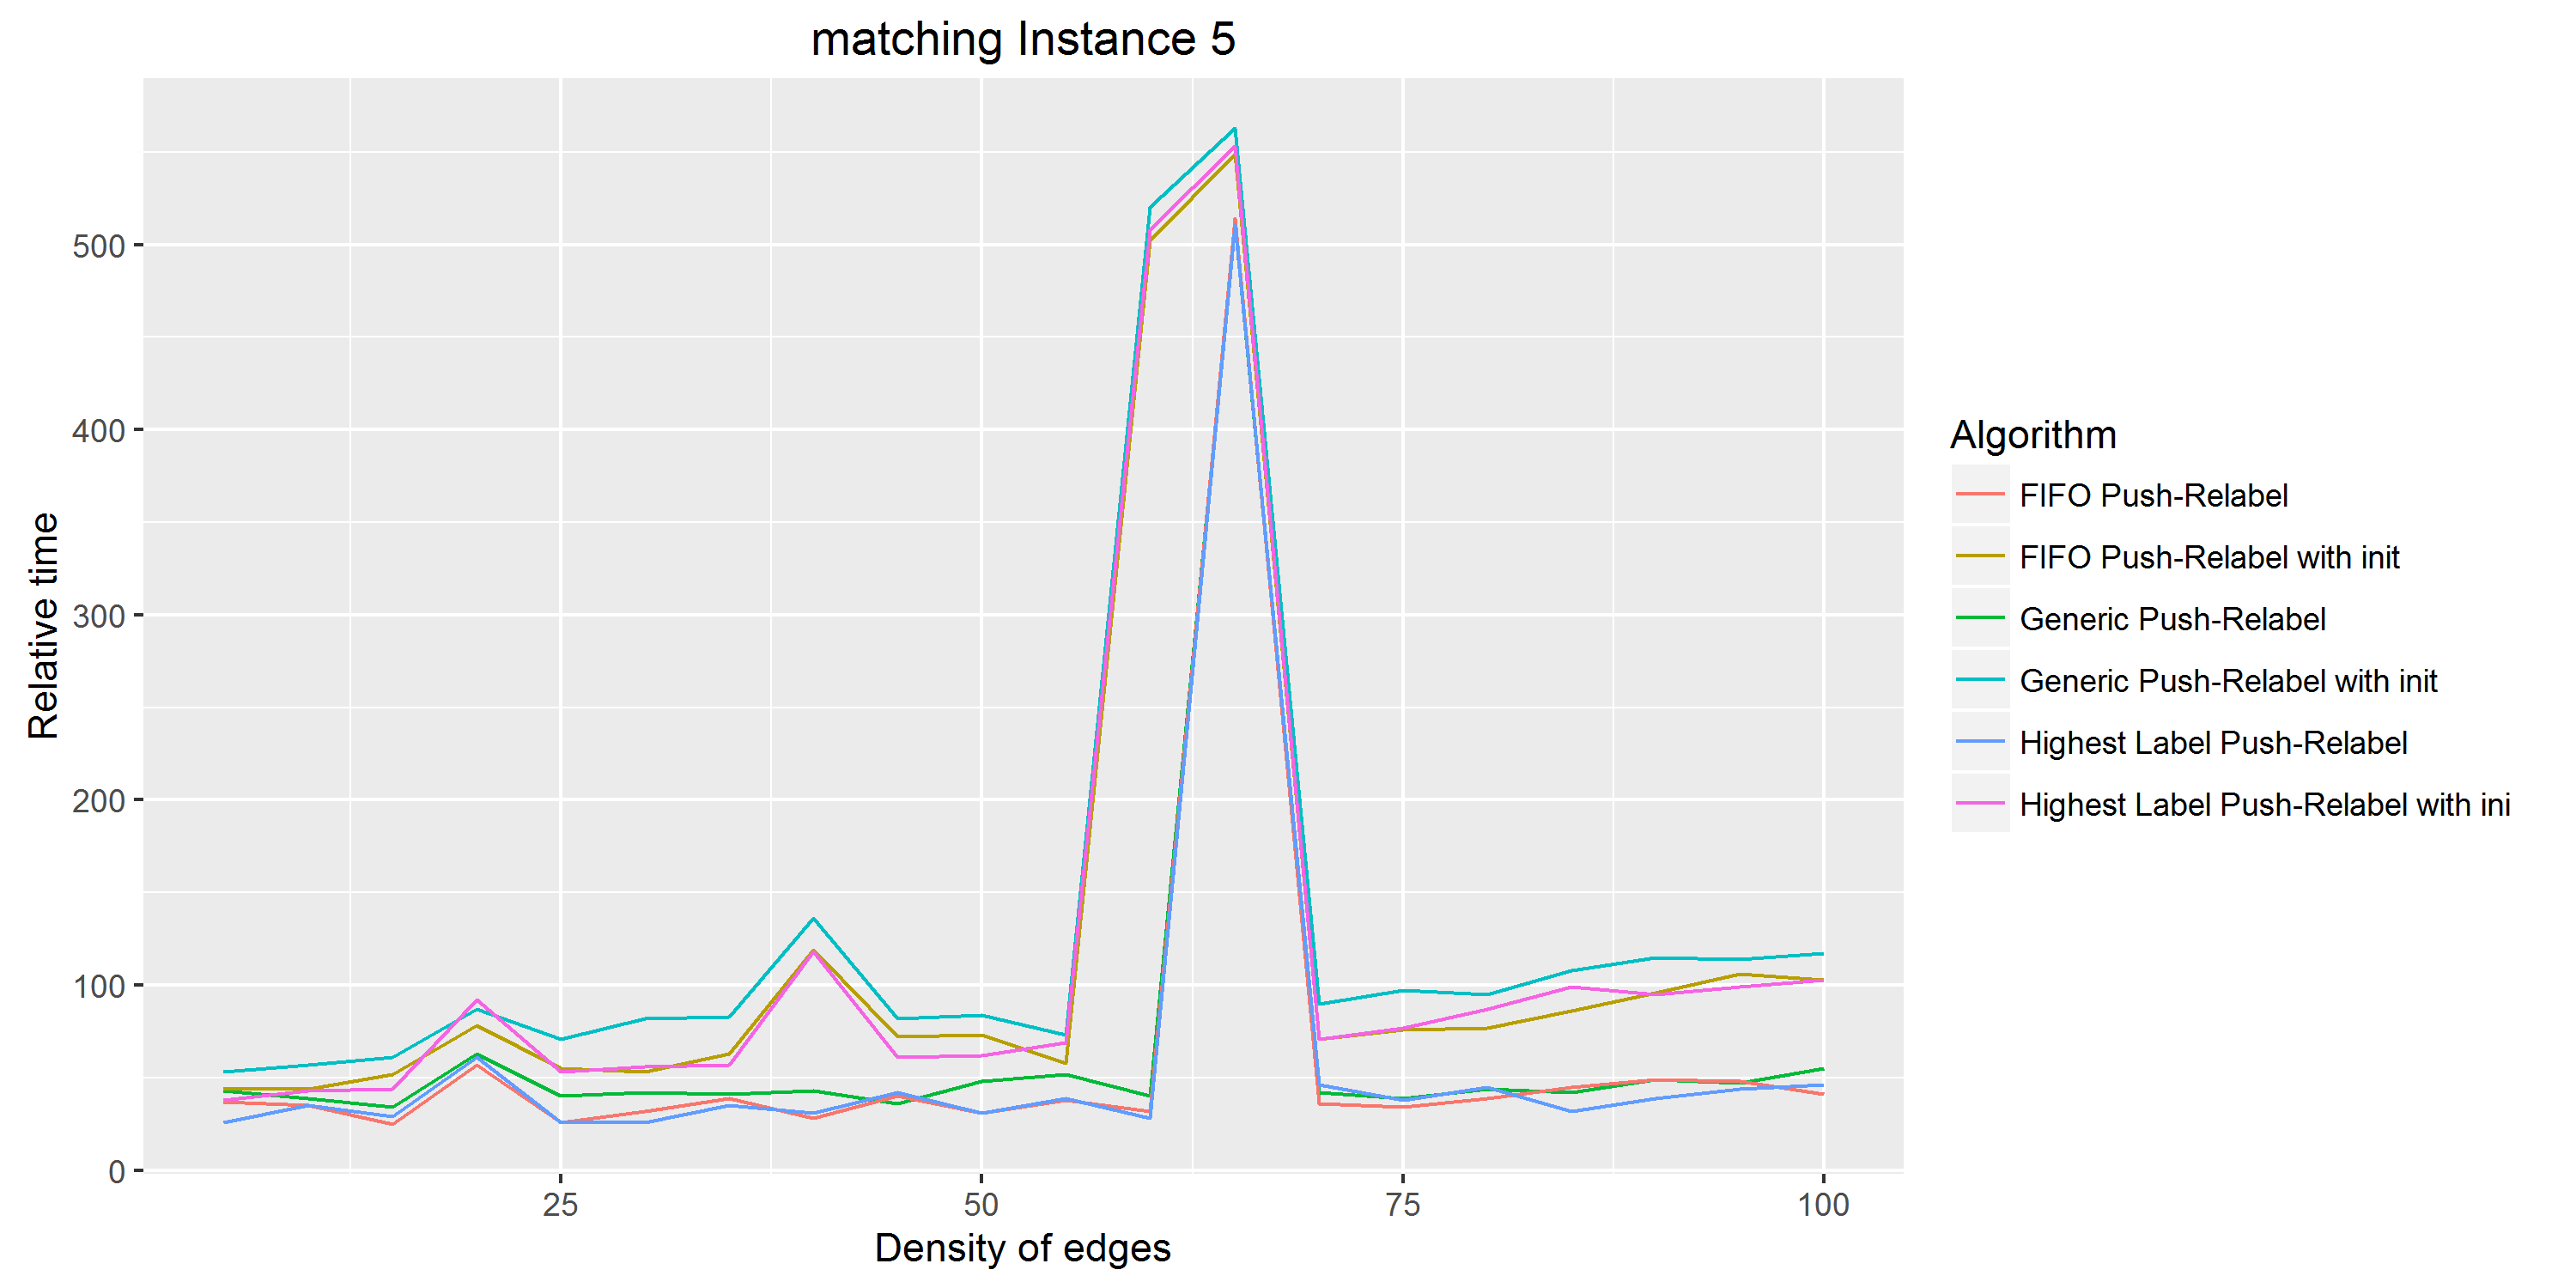 matching Instance 5
Relative time
500
400
300
200
100
0
25 50 75 100
Density of edges
Algorithm
FIFO Push-Relabel
FIFO Push-Relabel with init
Generic Push-Relabel
Generic Push-Relabel with init
Highest Label Push-Relabel
Highest Label Push-Relabel with ini